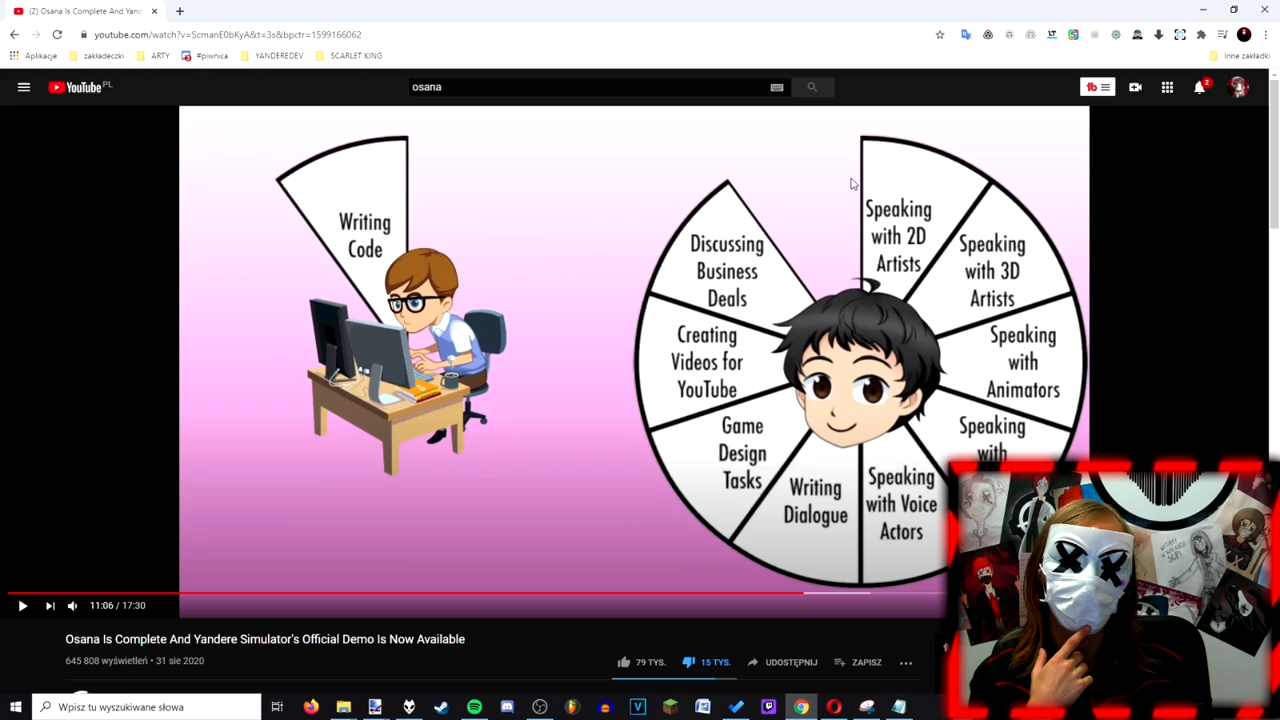 (2) Osana Is Complete And Yand
youtube.com/watch?v=ScmanE0bKyA&t=3s&bpctr=1599166062
Aplikacje
zakładeczki
ARTY
#piwnica
YANDEREDEV
SCARLET KING
Inne zakładki
YouTube PL
osana
2
Writing
Code
Speaking
with 2D
Artists
Speaking
with 3D
Artists
Speaking
with
Animators
Speaking
with
Speaking
with Voice
Actors
Writing
Dialogue
Game
Design
Tasks
Creating
Videos for
YouTube
Discussing
Business
Deals
11:06 / 17:30
Osana Is Complete And Yandere Simulator's Official Demo Is Now Available
645 808 wyświetleń • 31 sie 2020
79 TYS.
15 TYS.
UDOSTĘPNIJ
ZAPISZ
Wpisz tu wyszukiwane słowa